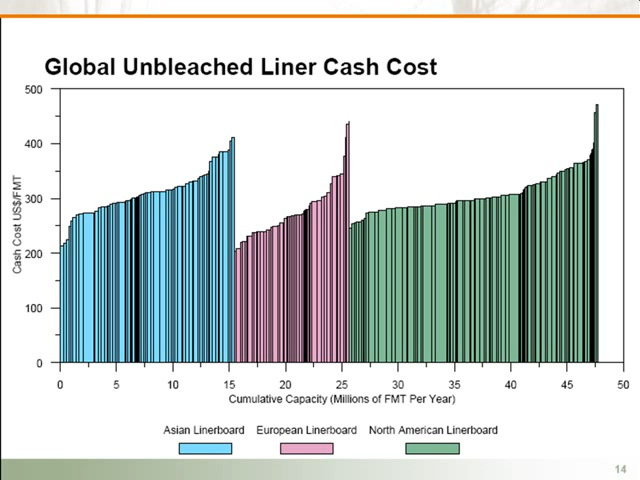 Global Unbleached Liner Cash Cost
500
400
300
200
100
0
Cash Cost US$/FMT
0 5 10 15 20 25 30 35 40 45 50
Cumulative Capacity (Millions of FMT Per Year)
Asian Linerboard European Linerboard North American Linerboard
14